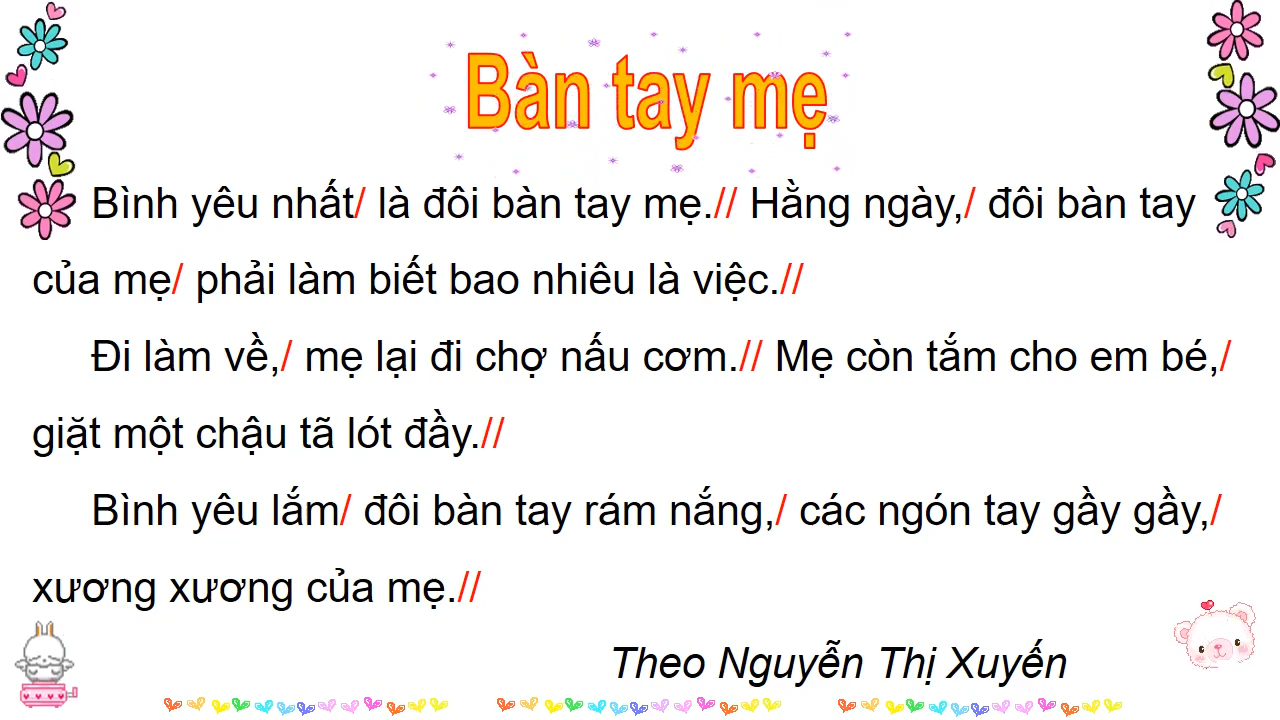 Bàn tay mẹ
Bình yêu nhất/ là đôi bàn tay mẹ.// Hằng ngày,/ đôi bàn tay
của mẹ/ phải làm biết bao nhiêu là việc.//
Đi làm về,/ mẹ lại đi chợ nấu cơm.// Mẹ còn tắm cho em bé,/
giặt một chậu tã lót đầy.//
Bình yêu lắm/ đôi bàn tay rám nắng,/ các ngón tay gầy gầy,/
xương xương của mẹ.//
Theo Nguyễn Thị Xuyến